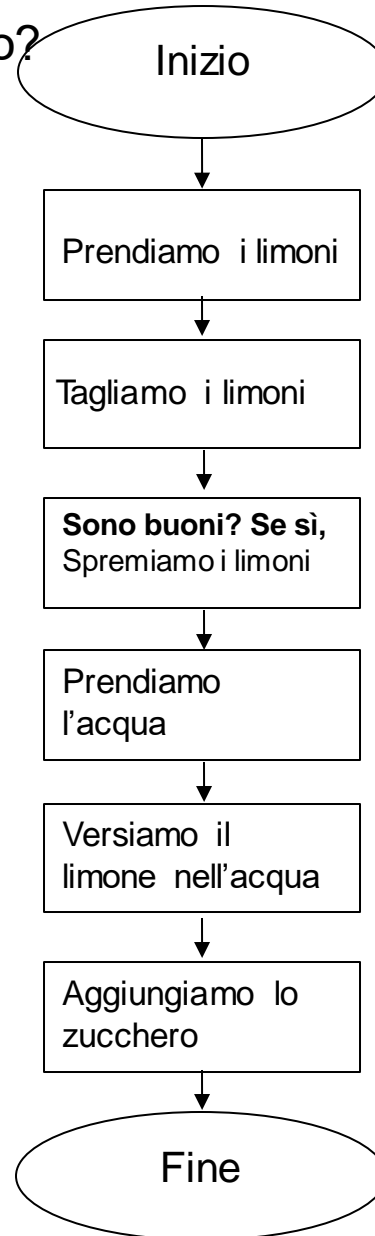 o?
Inizio
Prendiamo i limoni
Tagliamo i limoni
Sono buoni? Se sì,
Spremiamo i limoni
Prendiamo
l’acqua
Versiamo il
limone nell’acqua
Aggiungiamo lo
zucchero
Fine